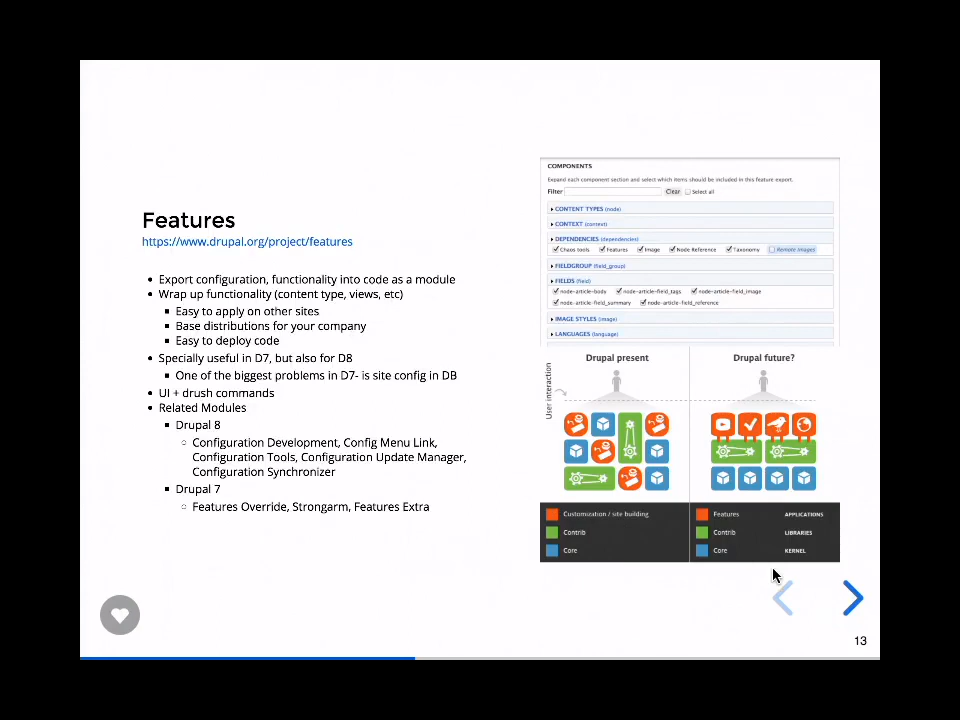 Features
https://www.drupal.org/project/features
Export configuration, functionality into code as a module
Wrap up functionality (content type, views, etc)
Easy to apply on other sites
Base distributions for your company
Easy to deploy code
Specially useful in D7, but also for D8
One of the biggest problems in D7- is site config in DB
UI + drush commands
Related Modules
Drupal 8
Configuration Development, Config Menu Link,
Configuration Tools, Configuration Update Manager,
Configuration Synchronizer
Drupal 7
Features Override, Strongarm, Features Extra
COMPONENTS
Expand each component section and select which items should be included in this feature export.
Filter Clear Select all
CONTENT TYPES (node)
CONTEXT (context)
DEPENDENCIES (dependencies)
Chaos tools Features Image Node Reference Taxonomy Remote Images
FIELDGROUP (field_group)
FIELDS (field)
node-article-body node-article-field_tags node-article-field_image
node-article-field_summary node-article-field_reference
IMAGE STYLES (image)
LANGUAGES (language)
Drupal present Drupal future?
User interaction
Customization / site building Features APPLICATIONS
Contrib Contrib LIBRARIES
Core Core KERNEL
13